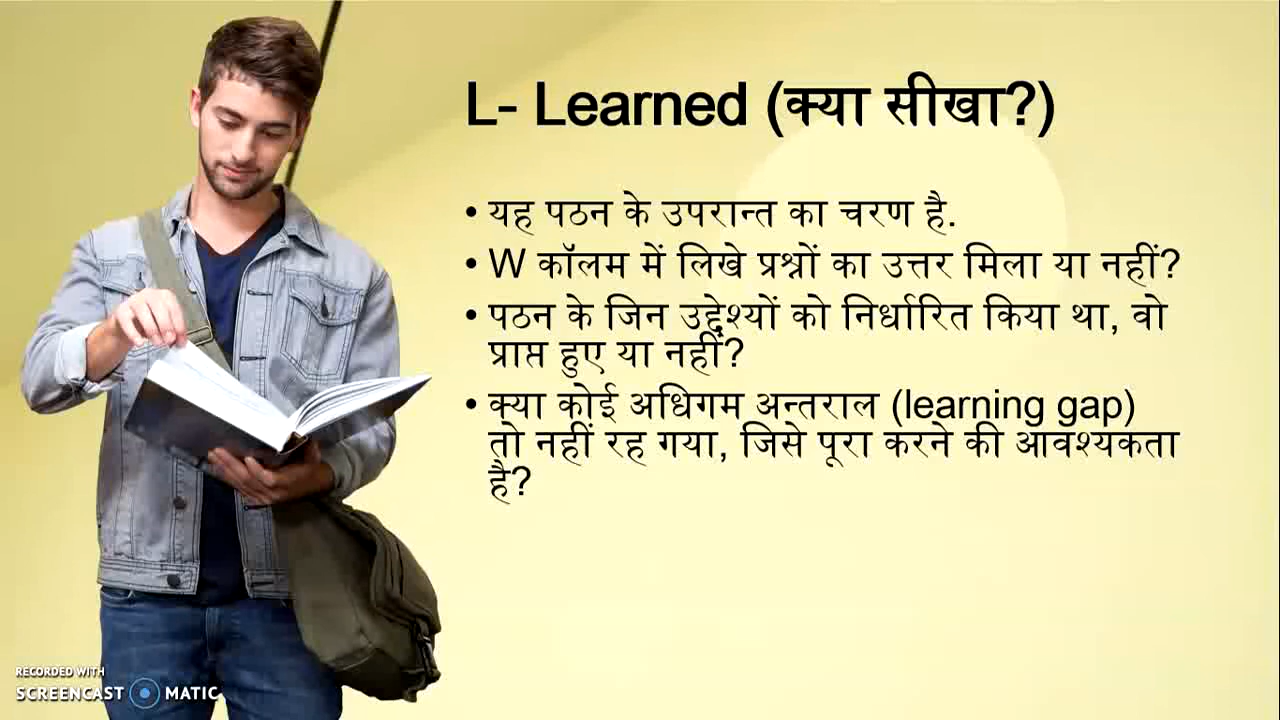 L- Learned (क्या सीखा?)
• यह पठन के उपरान्त का चरण है.
• W कॉलम में लिखे प्रश्नों का उत्तर मिला या नहीं?
• पठन के जिन उद्देश्यों को निर्धारित किया था, वो
प्राप्त हुए या नहीं?
• क्या कोई अधिगम अन्तराल (learning gap)
तो नहीं रह गया, जिसे पूरा करने की आवश्यकता
है?
RECORDED WITH
SCREENCAST MATIC